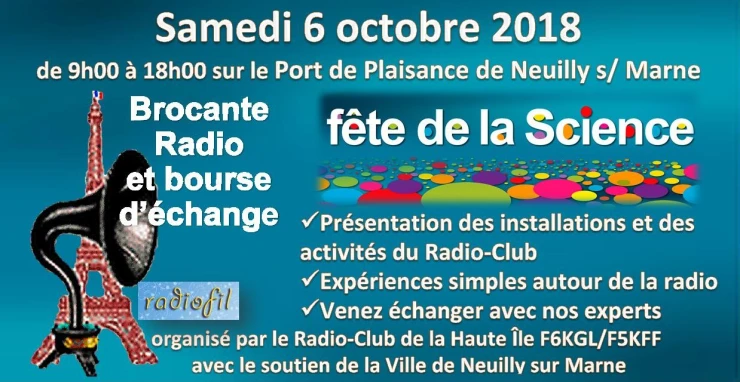 Samedi 6 octobre 2018
de 9h00 à 18h00 sur le Port de Plaisance de Neuilly s/ Marne
Brocante
Radio
et bourse
d'échange
fête de la Science
✓Présentation des installations et des
activités du Radio-Club
✓Expériences simples autour de la radio
✓Venez échanger avec nos experts
radiofil
organisé par le Radio-Club de la Haute Île F6KGL/F5KFF
avec le soutien de la Ville de Neuilly sur Marne